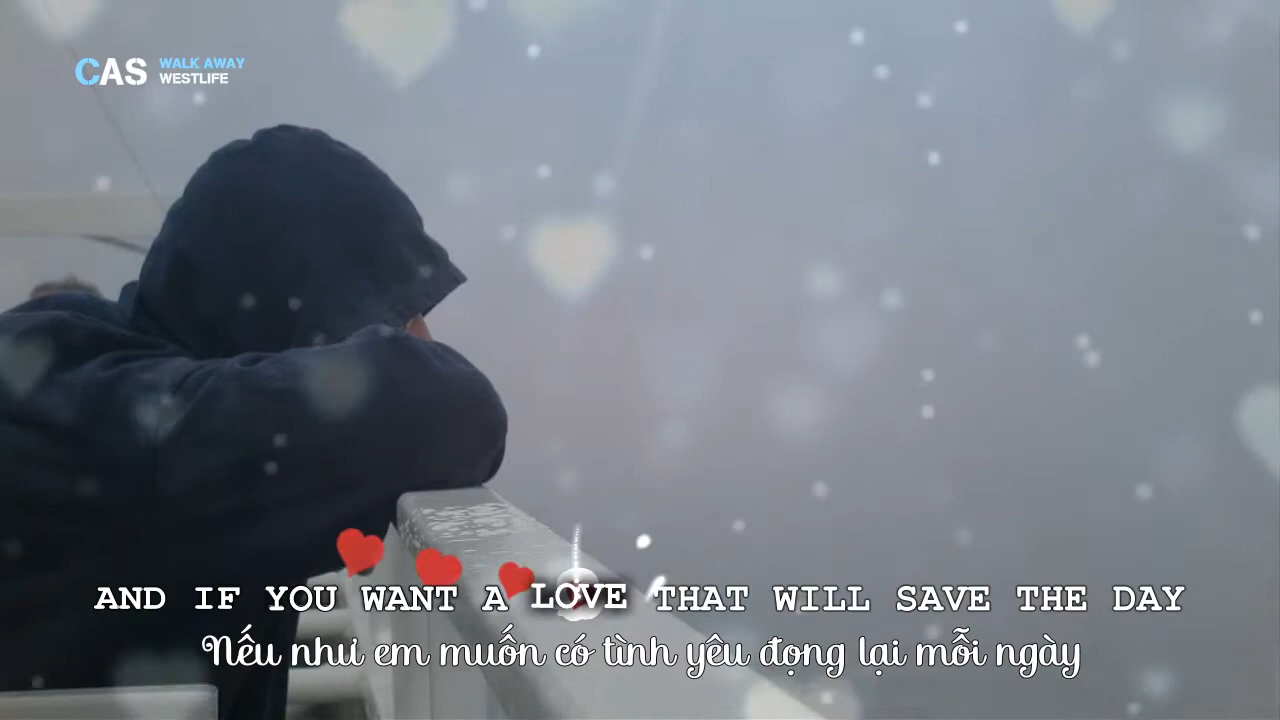 CAS
WALK AWAY
WESTLIFE
AND IF YOU WANT A LOVE THAT WILL SAVE THE DAY
Nếu như em muốn có tình yêu đọng lại mỗi ngày